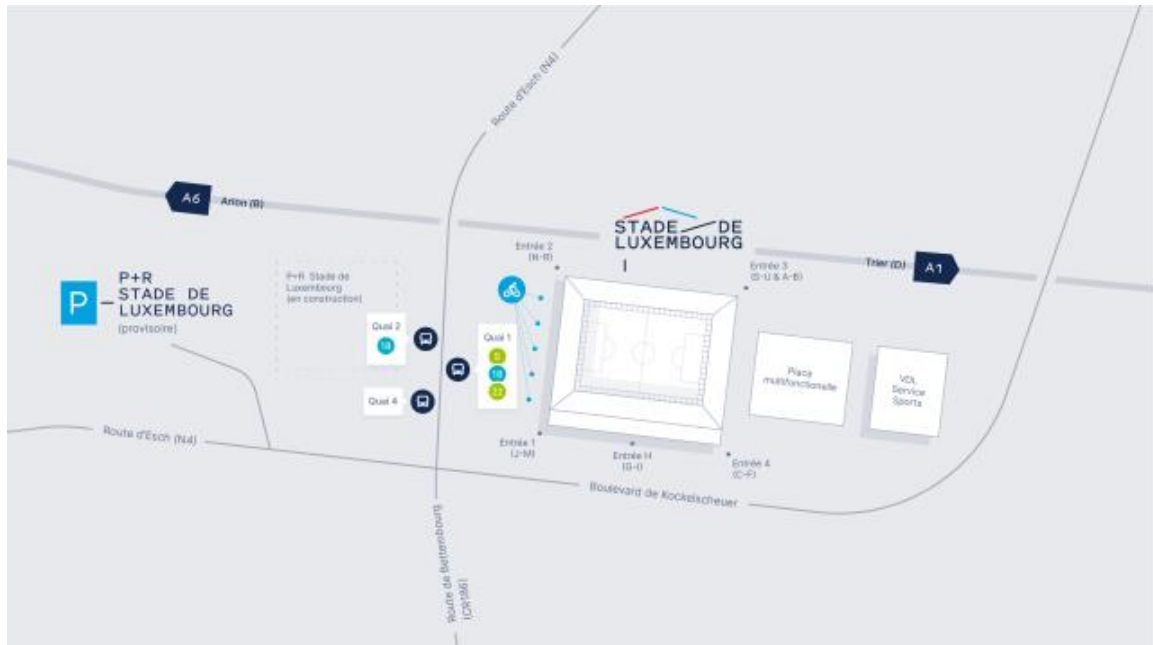 Route d'Esch (N4)
A6
Arlon (B)
STADE DE
LUXEMBOURG
Entrée 2
(N-R)
Entrée 3
(S-U & A-B)
Trier (D)
A1
P
P+R
STADE DE
LUXEMBOURG
(provisoire)
P+R Stade de
Luxembourg
(en construction)
Quai 2
18
Quai 1
5
18
22
Quai 4
Place
multifonctionelle
VDL
Service
Sports
Route d'Esch (N4)
Entrée 1
(J-M)
Entrée H
(G-I)
Entrée 4
(C-F)
Boulevard de Kockelscheuer
Route de Bettembourg
(CR186)